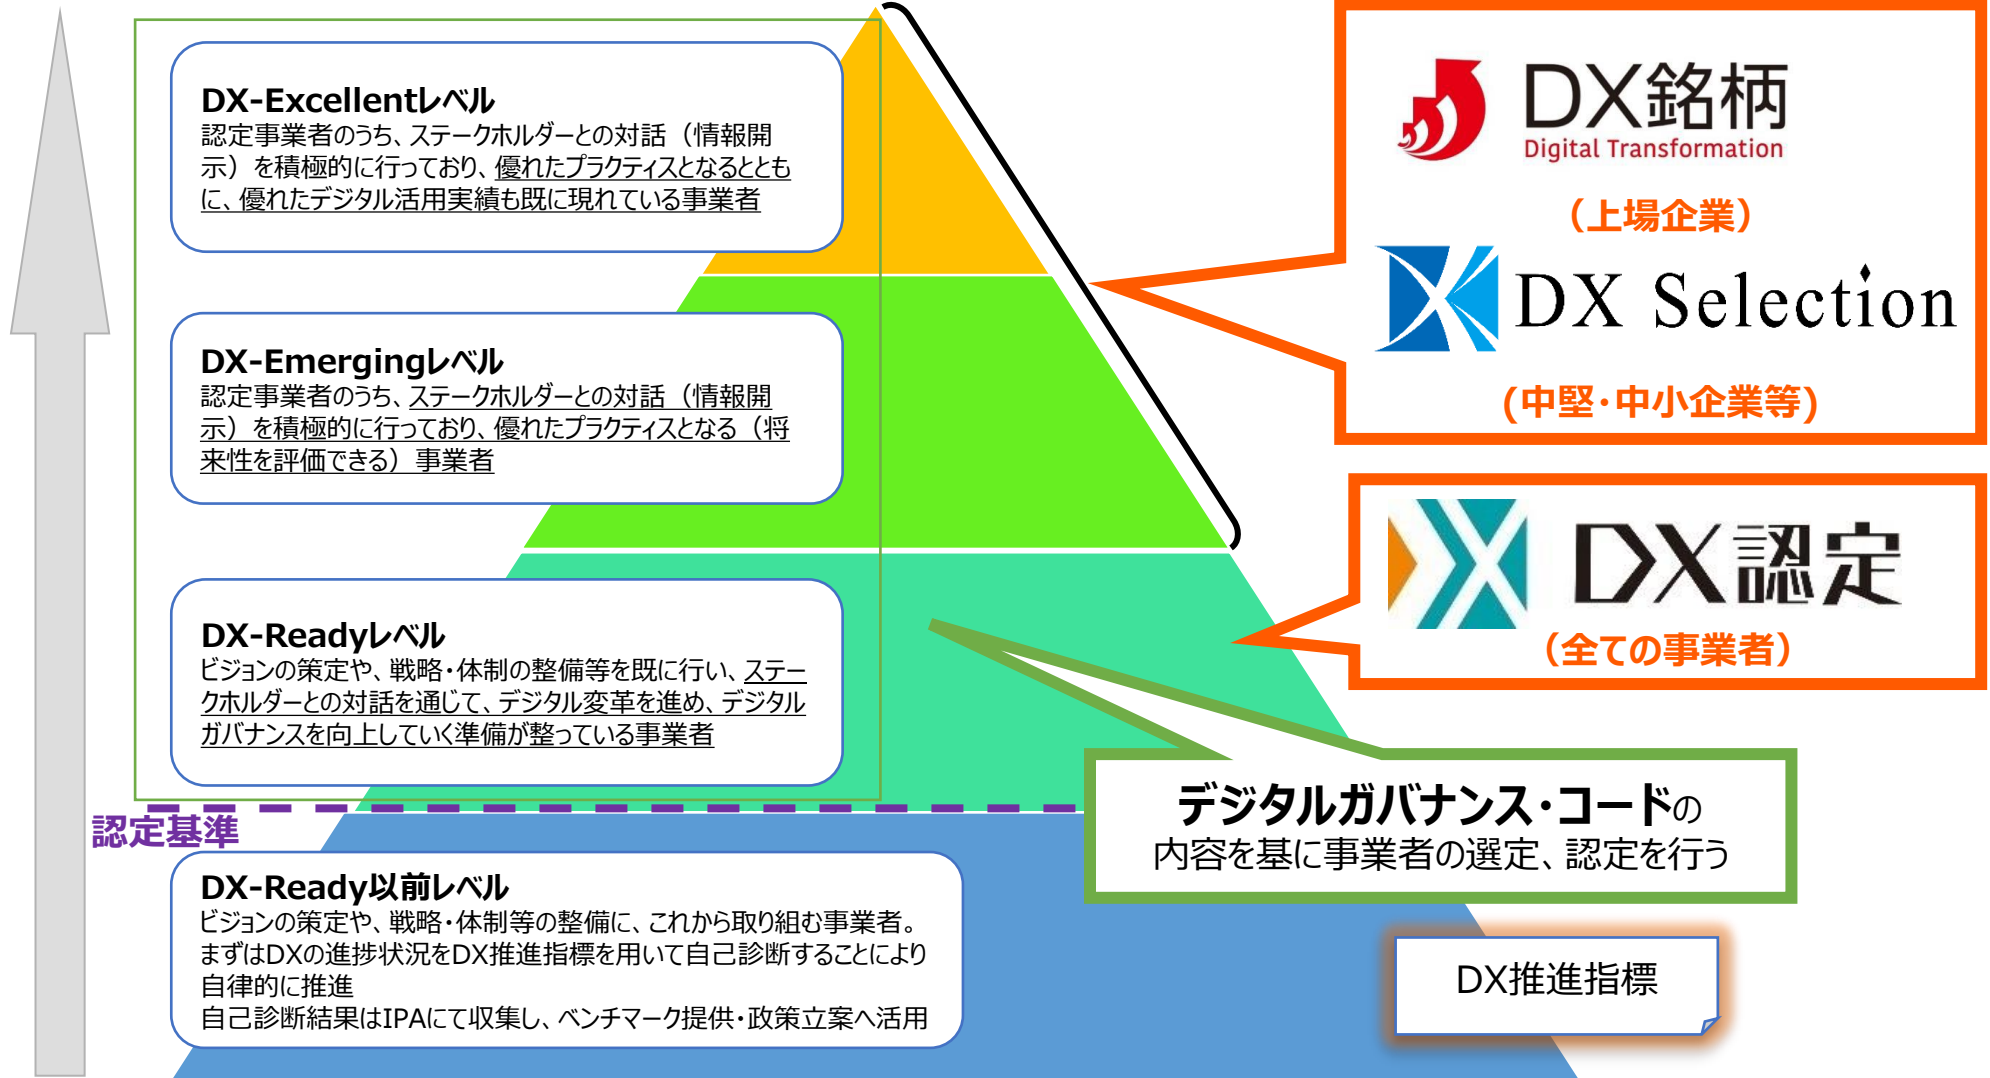 DX-Excellentレベル
認定事業者のうち、ステークホルダーとの対話（情報開
示）を積極的に行っており、優れたプラクティスとなるととも
に、優れたデジタル活用実績も既に現れている事業者
DX-Emergingレベル
認定事業者のうち、ステークホルダーとの対話（情報開
示）を積極的に行っており、優れたプラクティスとなる（将
来性を評価できる）事業者
DX-Readyレベル
ビジョンの策定や、戦略・体制の整備等を既に行い、ステー
クホルダーとの対話を通じて、デジタル変革を進め、デジタル
ガバナンスを向上していく準備が整っている事業者
認定基準
DX-Ready以前レベル
ビジョンの策定や、戦略・体制等の整備に、これから取り組む事業者。
まずはDXの進捗状況をDX推進指標を用いて自己診断することにより
自律的に推進
自己診断結果はIPAにて収集し、ベンチマーク提供・政策立案へ活用
DX銘柄
Digital Transformation
（上場企業）
DX Selection
(中堅・中小企業等)
DX認定
（全ての事業者）
デジタルガバナンス・コードの
内容を基に事業者の選定、認定を行う
DX推進指標